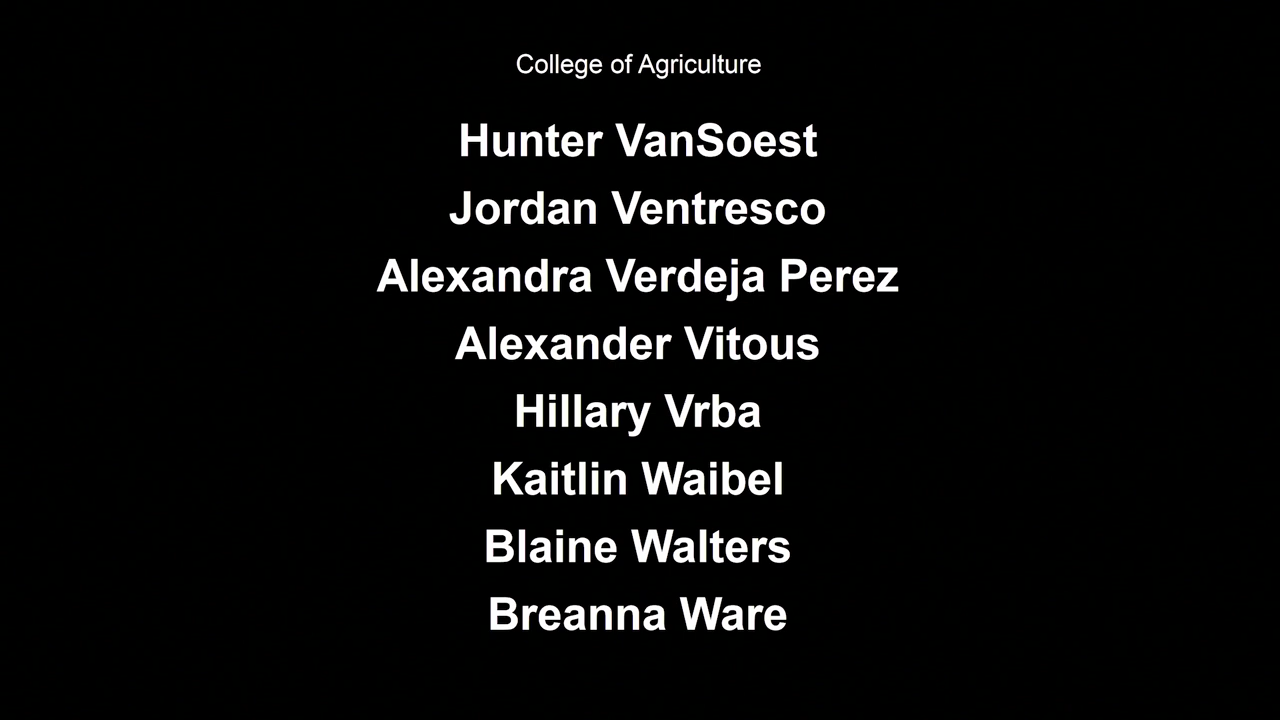 College of Agriculture
Hunter VanSoest
Jordan Ventresco
Alexandra Verdeja Perez
Alexander Vitous
Hillary Vrba
Kaitlin Waibel
Blaine Walters
Breanna Ware